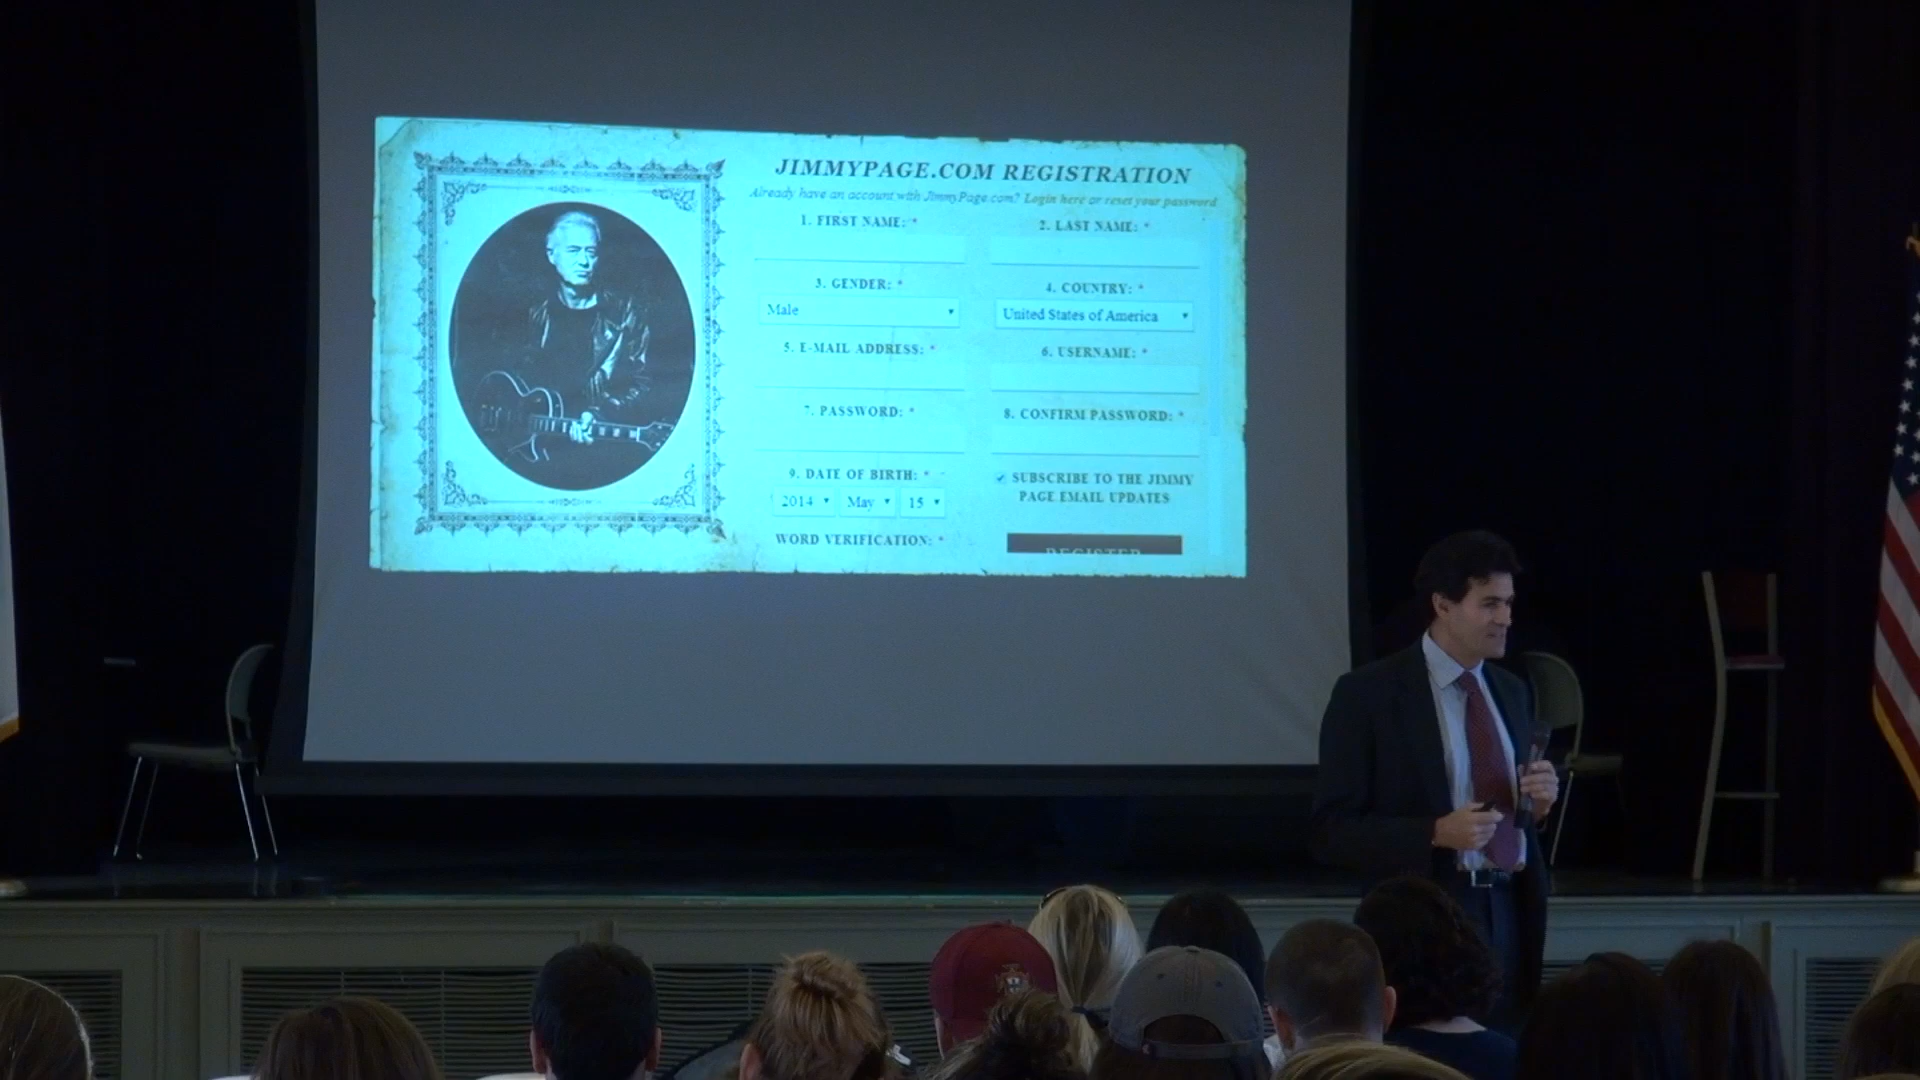 JIMMYPAGE.COM REGISTRATION
Already have an account with JimmyPage.com? Login here or reset your password
1. FIRST NAME: *
2. LAST NAME: *
3. GENDER: *
4. COUNTRY: *
Male
United States of America
5. E-MAIL ADDRESS: *
6. USERNAME: *
7. PASSWORD: *
8. CONFIRM PASSWORD: *
9. DATE OF BIRTH: *
SUBSCRIBE TO THE JIMMY
PAGE EMAIL UPDATES
2014 May 15
WORD VERIFICATION: *
REGISTER